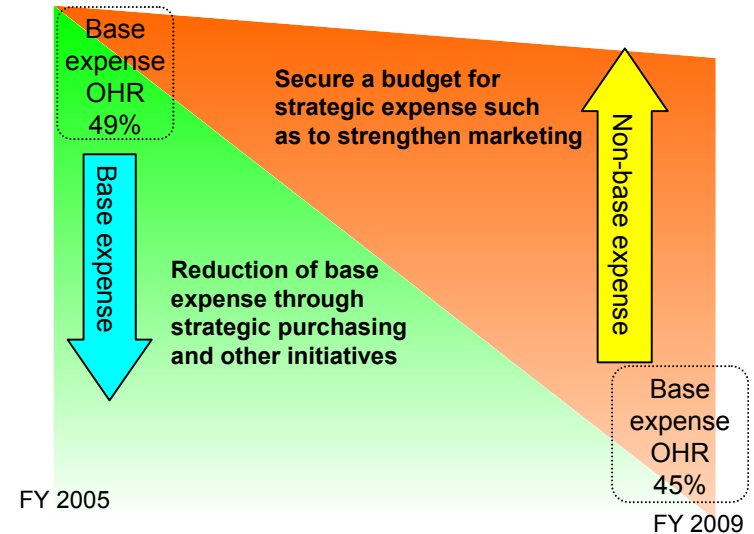 Base
expense
OHR
49%
Secure a budget for
strategic expense such
as to strengthen marketing
Non-base expense
Base expense
Reduction of base
expense through
strategic purchasing
and other initiatives
Base
expense
OHR
45%
FY 2005
FY 2009